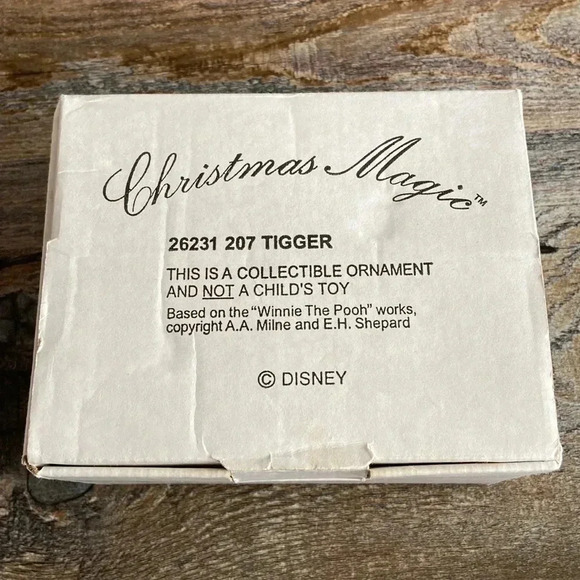 Christmas Magic™
26231 207 TIGGER
THIS IS A COLLECTIBLE ORNAMENT
AND NOT A CHILD'S TOY
Based on the "Winnie The Pooh" works,
copyright A.A. Milne and E.H. Shepard
© DISNEY